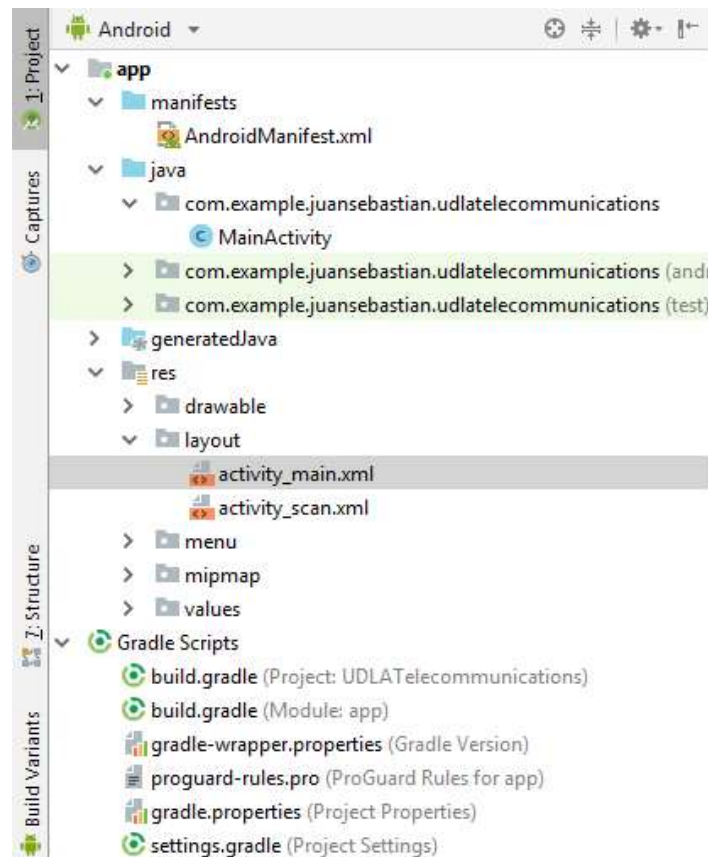 Android
app
manifests
AndroidManifest.xml
java
com.example.juansebastian.udlatelecommunications
MainActivity
com.example.juansebastian.udlatelecommunications (andr
com.example.juansebastian.udlatelecommunications (test)
generatedJava
res
drawable
layout
activity_main.xml
activity_scan.xml
menu
mipmap
values
Gradle Scripts
build.gradle (Project: UDLATelecommunications)
build.gradle (Module: app)
gradle-wrapper.properties (Gradle Version)
proguard-rules.pro (ProGuard Rules for app)
gradle.properties (Project Properties)
settings.gradle (Project Settings)
1: Project
Captures
7: Structure
Build Variants